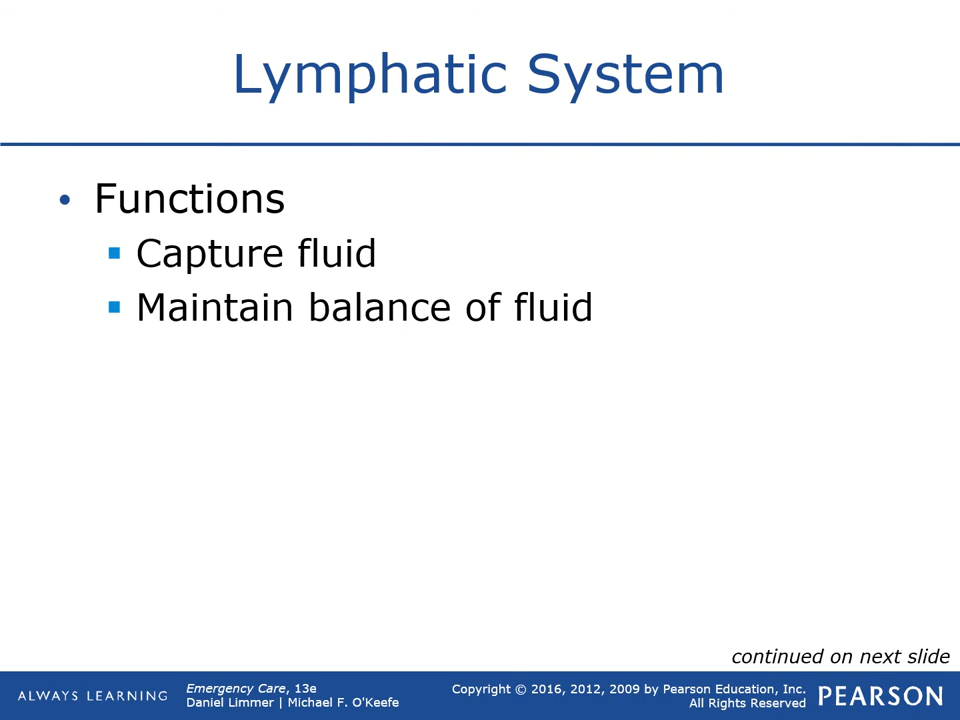 Lymphatic System
• Functions
▪ Capture fluid
▪ Maintain balance of fluid
continued on next slide
ALWAYS LEARNING
Emergency Care, 13e
Daniel Limmer | Michael F. O'Keefe
Copyright © 2016, 2012, 2009 by Pearson Education, Inc.
All Rights Reserved
PEARSON